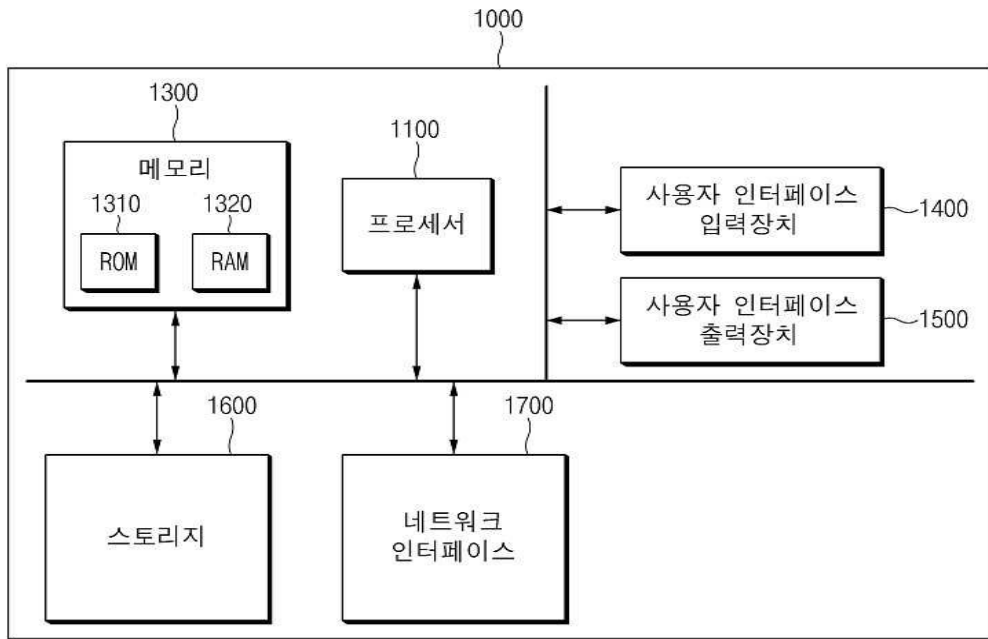 1000
1300
메모리
1310
1320
ROM
RAM
1100
프로세서
사용자 인터페이스
입력장치
1400
사용자 인터페이스
출력장치
1500
1600
스토리지
1700
네트워크
인터페이스